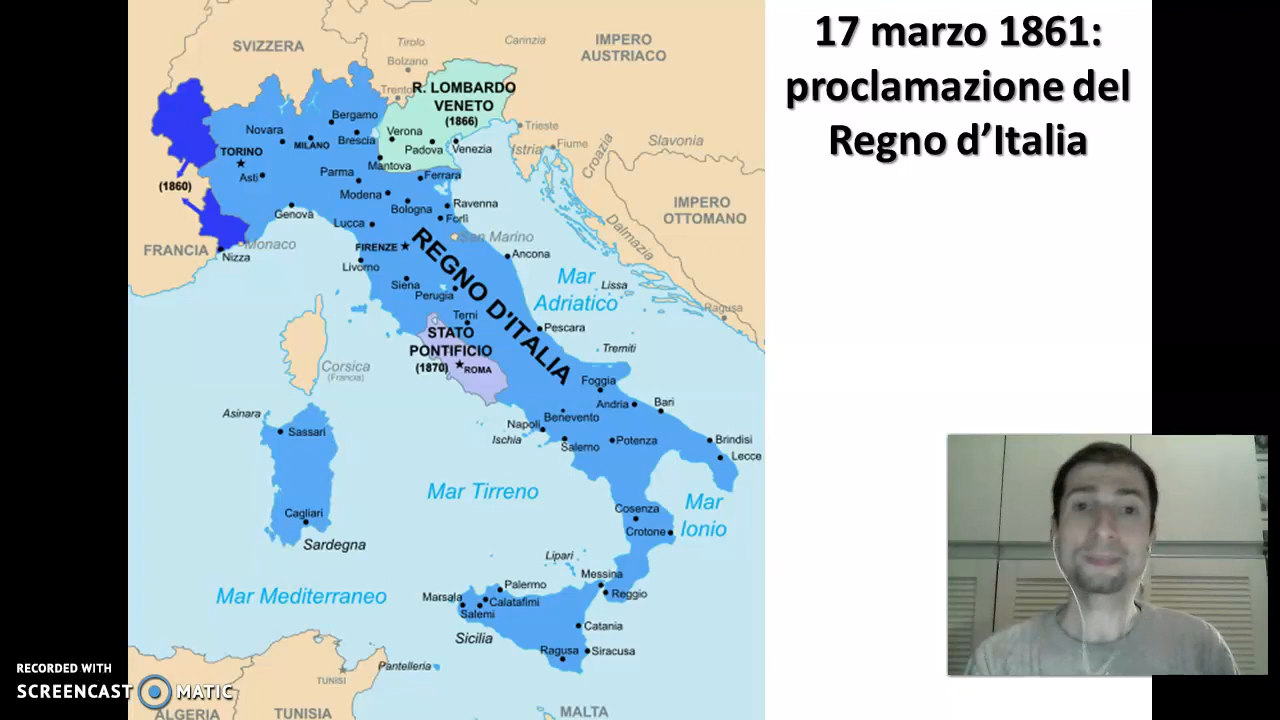 17 marzo 1861:
proclamazione del
Regno d'Italia
SVIZZERA
Tirolo
Bolzano
Trento
Carinzia
IMPERO
AUSTRIACO
R. LOMBARDO
VENETO
(1866)
Bergamo
Novara
MILANO
Brescia
Verona
Padova
Venezia
Trieste
Fiume
Istria
Croazia
Slavonia
TORINO
Asti
Mantova
Parma
Ferrara
(1860)
Modena
Bologna
Ravenna
Forlì
IMPERO
OTTOMANO
Genova
Lucca
FRANCIA
Monaco
Nizza
FIRENZE
San Marino
Dalmazia
Livorno
REGNO D'ITALIA
Ancona
Siena
Perugia
Mar
Adriatico
Lissa
Ragusa
Terni
Pescara
STATO
PONTIFICIO
(1870)
ROMA
Tremiti
Corsica
(Francia)
Foggia
Andria
Bari
Asinara
Sassari
Benevento
Napoli
Ischia
Salerno
Potenza
Brindisi
Lecce
Mar Tirreno
Mar
Ionio
Cagliari
Sardegna
Cosenza
Crotone
Lipari
Messina
Reggio
Mar Mediterraneo
Marsala
Palermo
Calatafimi
Salemi
Sicilia
Catania
Ragusa
Siracusa
Pantelleria
TUNISI
ALGERIA
TUNISIA
MALTA
RECORDED WITH
SCREENCAST MATIC